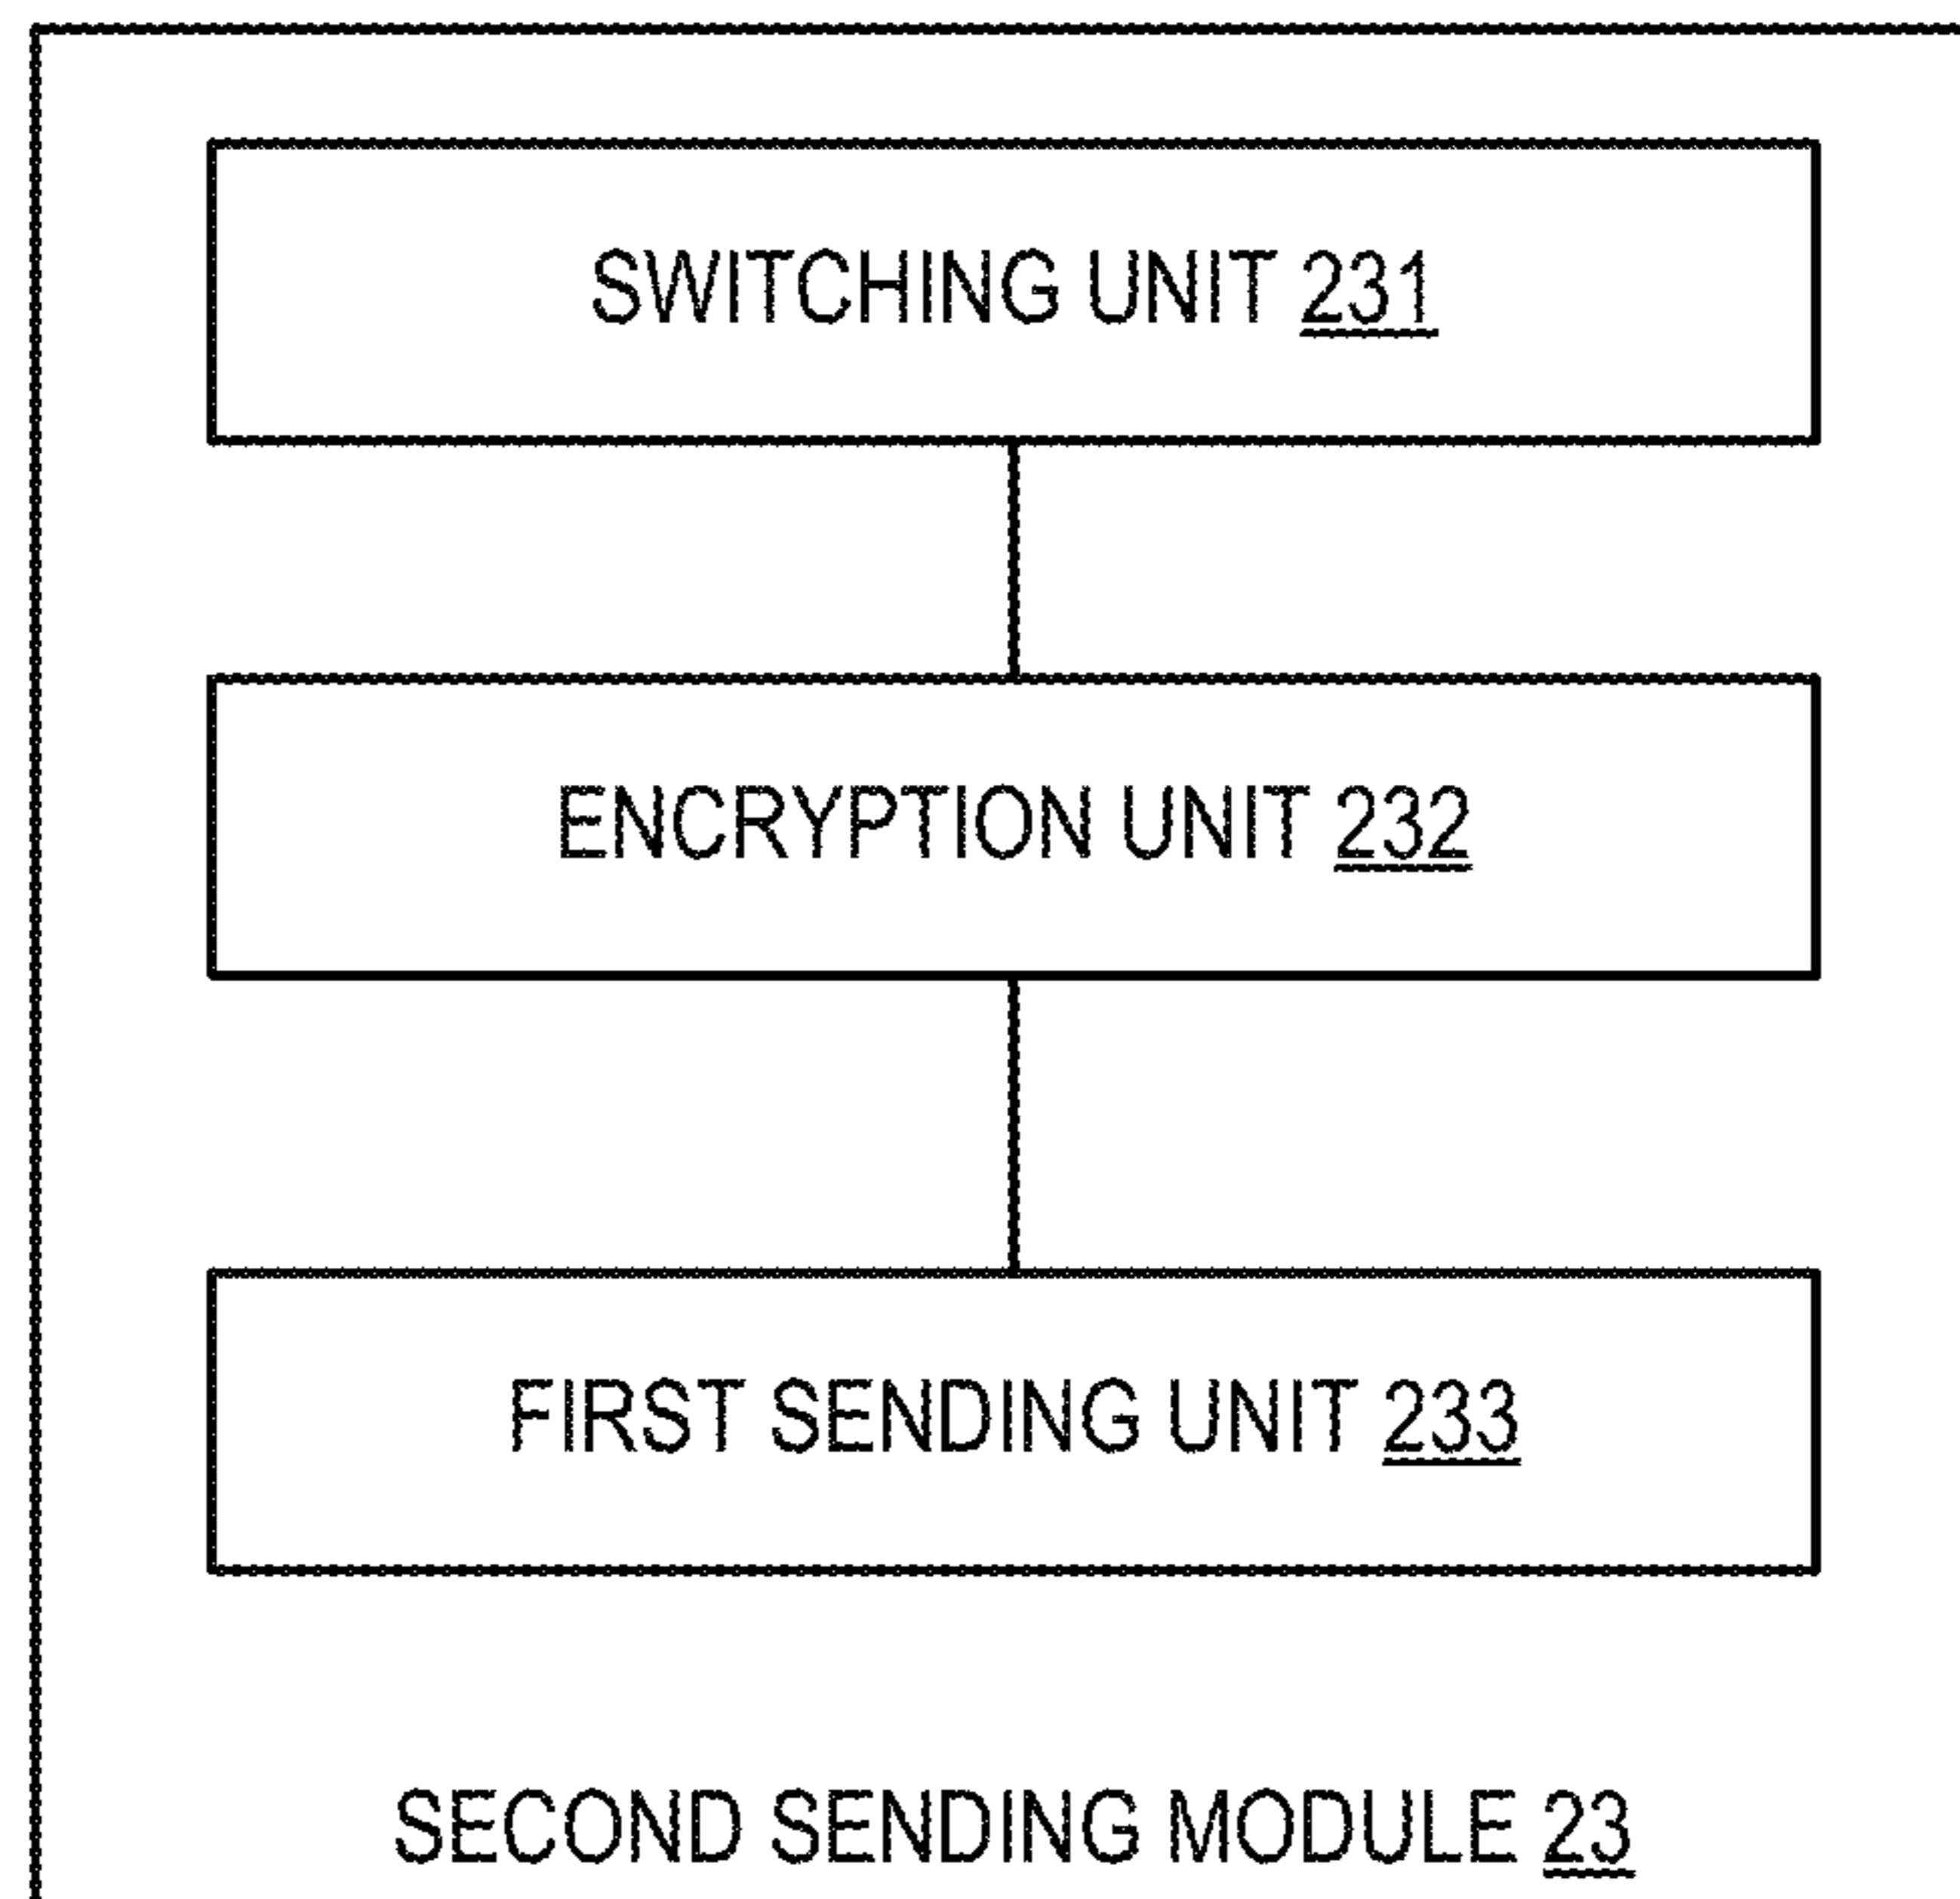 SWITCHING UNIT 231
ENCRYPTION UNIT 232
FIRST SENDING UNIT 233
SECOND SENDING MODULE 23